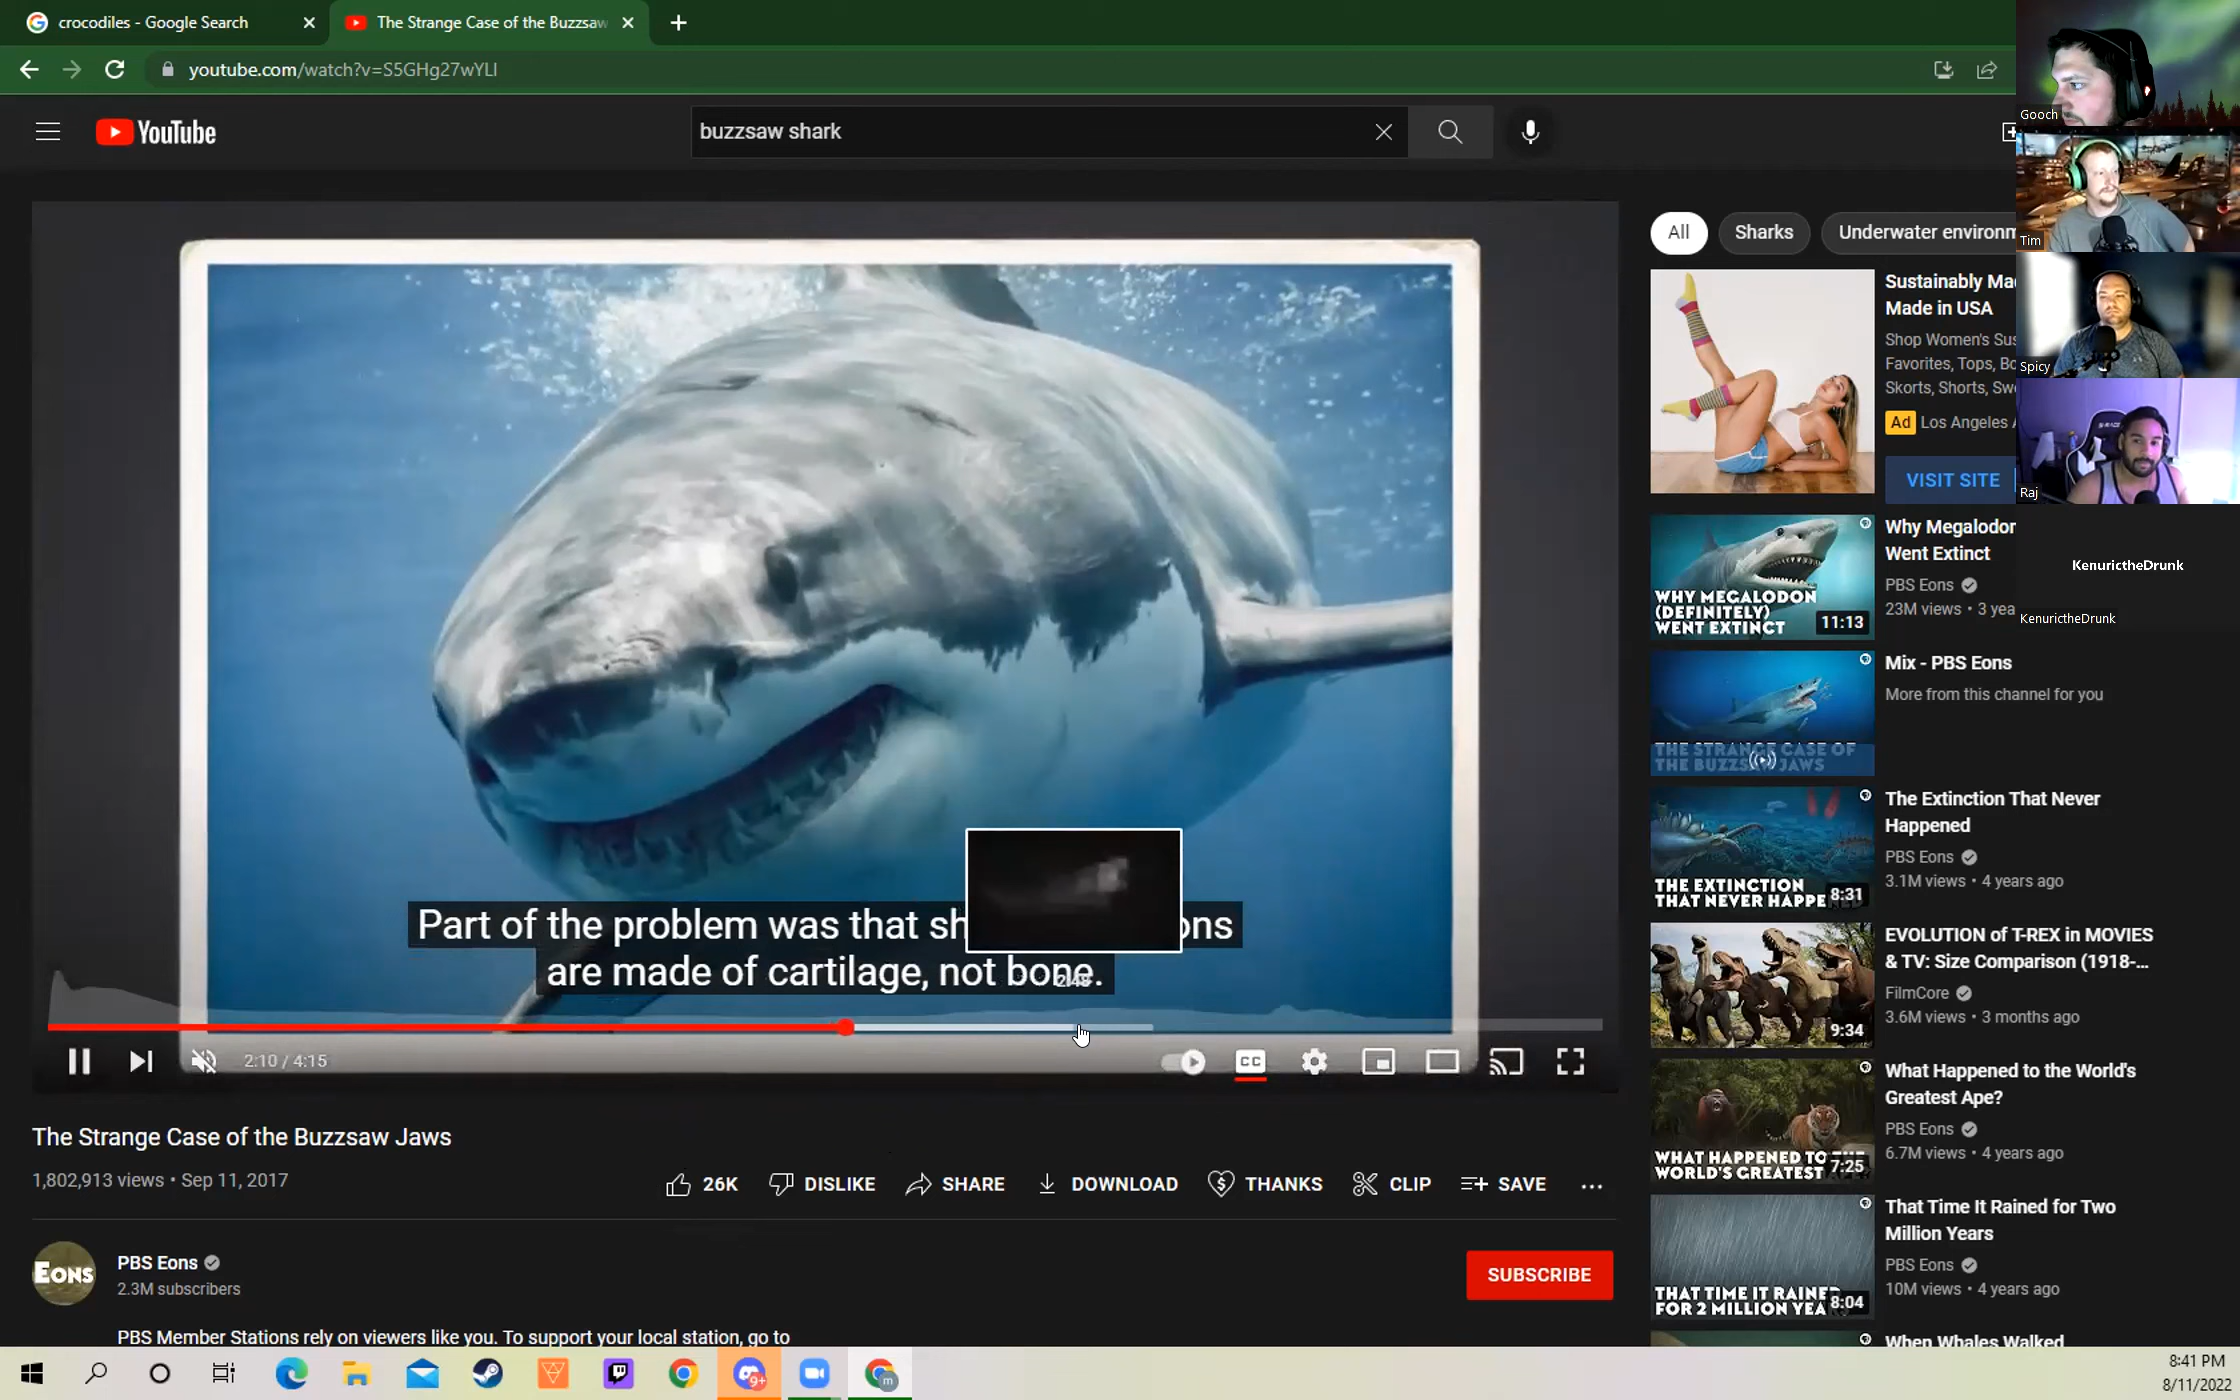 crocodiles - Google Search
The Strange Case of the Buzzsaw
youtube.com/watch?v=S5GHg27wYLI
YouTube
buzzsaw shark
Gooch
Tim
Spicy
Raj
KenurictheDrunk
KenurictheDrunk
All
Sharks
Underwater environm
Sustainably Ma
Made in USA
Shop Women's Sus
Favorites, Tops, Bo
Skorts, Shorts, Swe
Ad Los Angeles A
VISIT SITE
WHY MEGALODON
(DEFINITELY)
WENT EXTINCT
11:13
Why Megalodon
Went Extinct
PBS Eons
23M views • 3 yea
THE STRANGE CASE OF
THE BUZZSAW JAWS
Mix - PBS Eons
More from this channel for you
THE EXTINCTION
THAT NEVER HAPPE
8:31
The Extinction That Never
Happened
PBS Eons
3.1M views • 4 years ago
9:34
EVOLUTION of T-REX in MOVIES
& TV: Size Comparison (1918-...
FilmCore
3.6M views • 3 months ago
WHAT HAPPENED TO THE
WORLD'S GREATEST
7:25
What Happened to the World's
Greatest Ape?
PBS Eons
6.7M views • 4 years ago
THAT TIME IT RAINED
FOR 2 MILLION YEA
8:04
That Time It Rained for Two
Million Years
PBS Eons
10M views • 4 years ago
When Whales Walked
Part of the problem was that sh ons
are made of cartilage, not bone.
2:10 / 4:15
CC
The Strange Case of the Buzzsaw Jaws
1,802,913 views • Sep 11, 2017
26K
DISLIKE
SHARE
DOWNLOAD
THANKS
CLIP
SAVE
EONS
PBS Eons
2.3M subscribers
SUBSCRIBE
PBS Member Stations rely on viewers like you. To support your local station, go to
9+
m
8:41 PM
8/11/2022